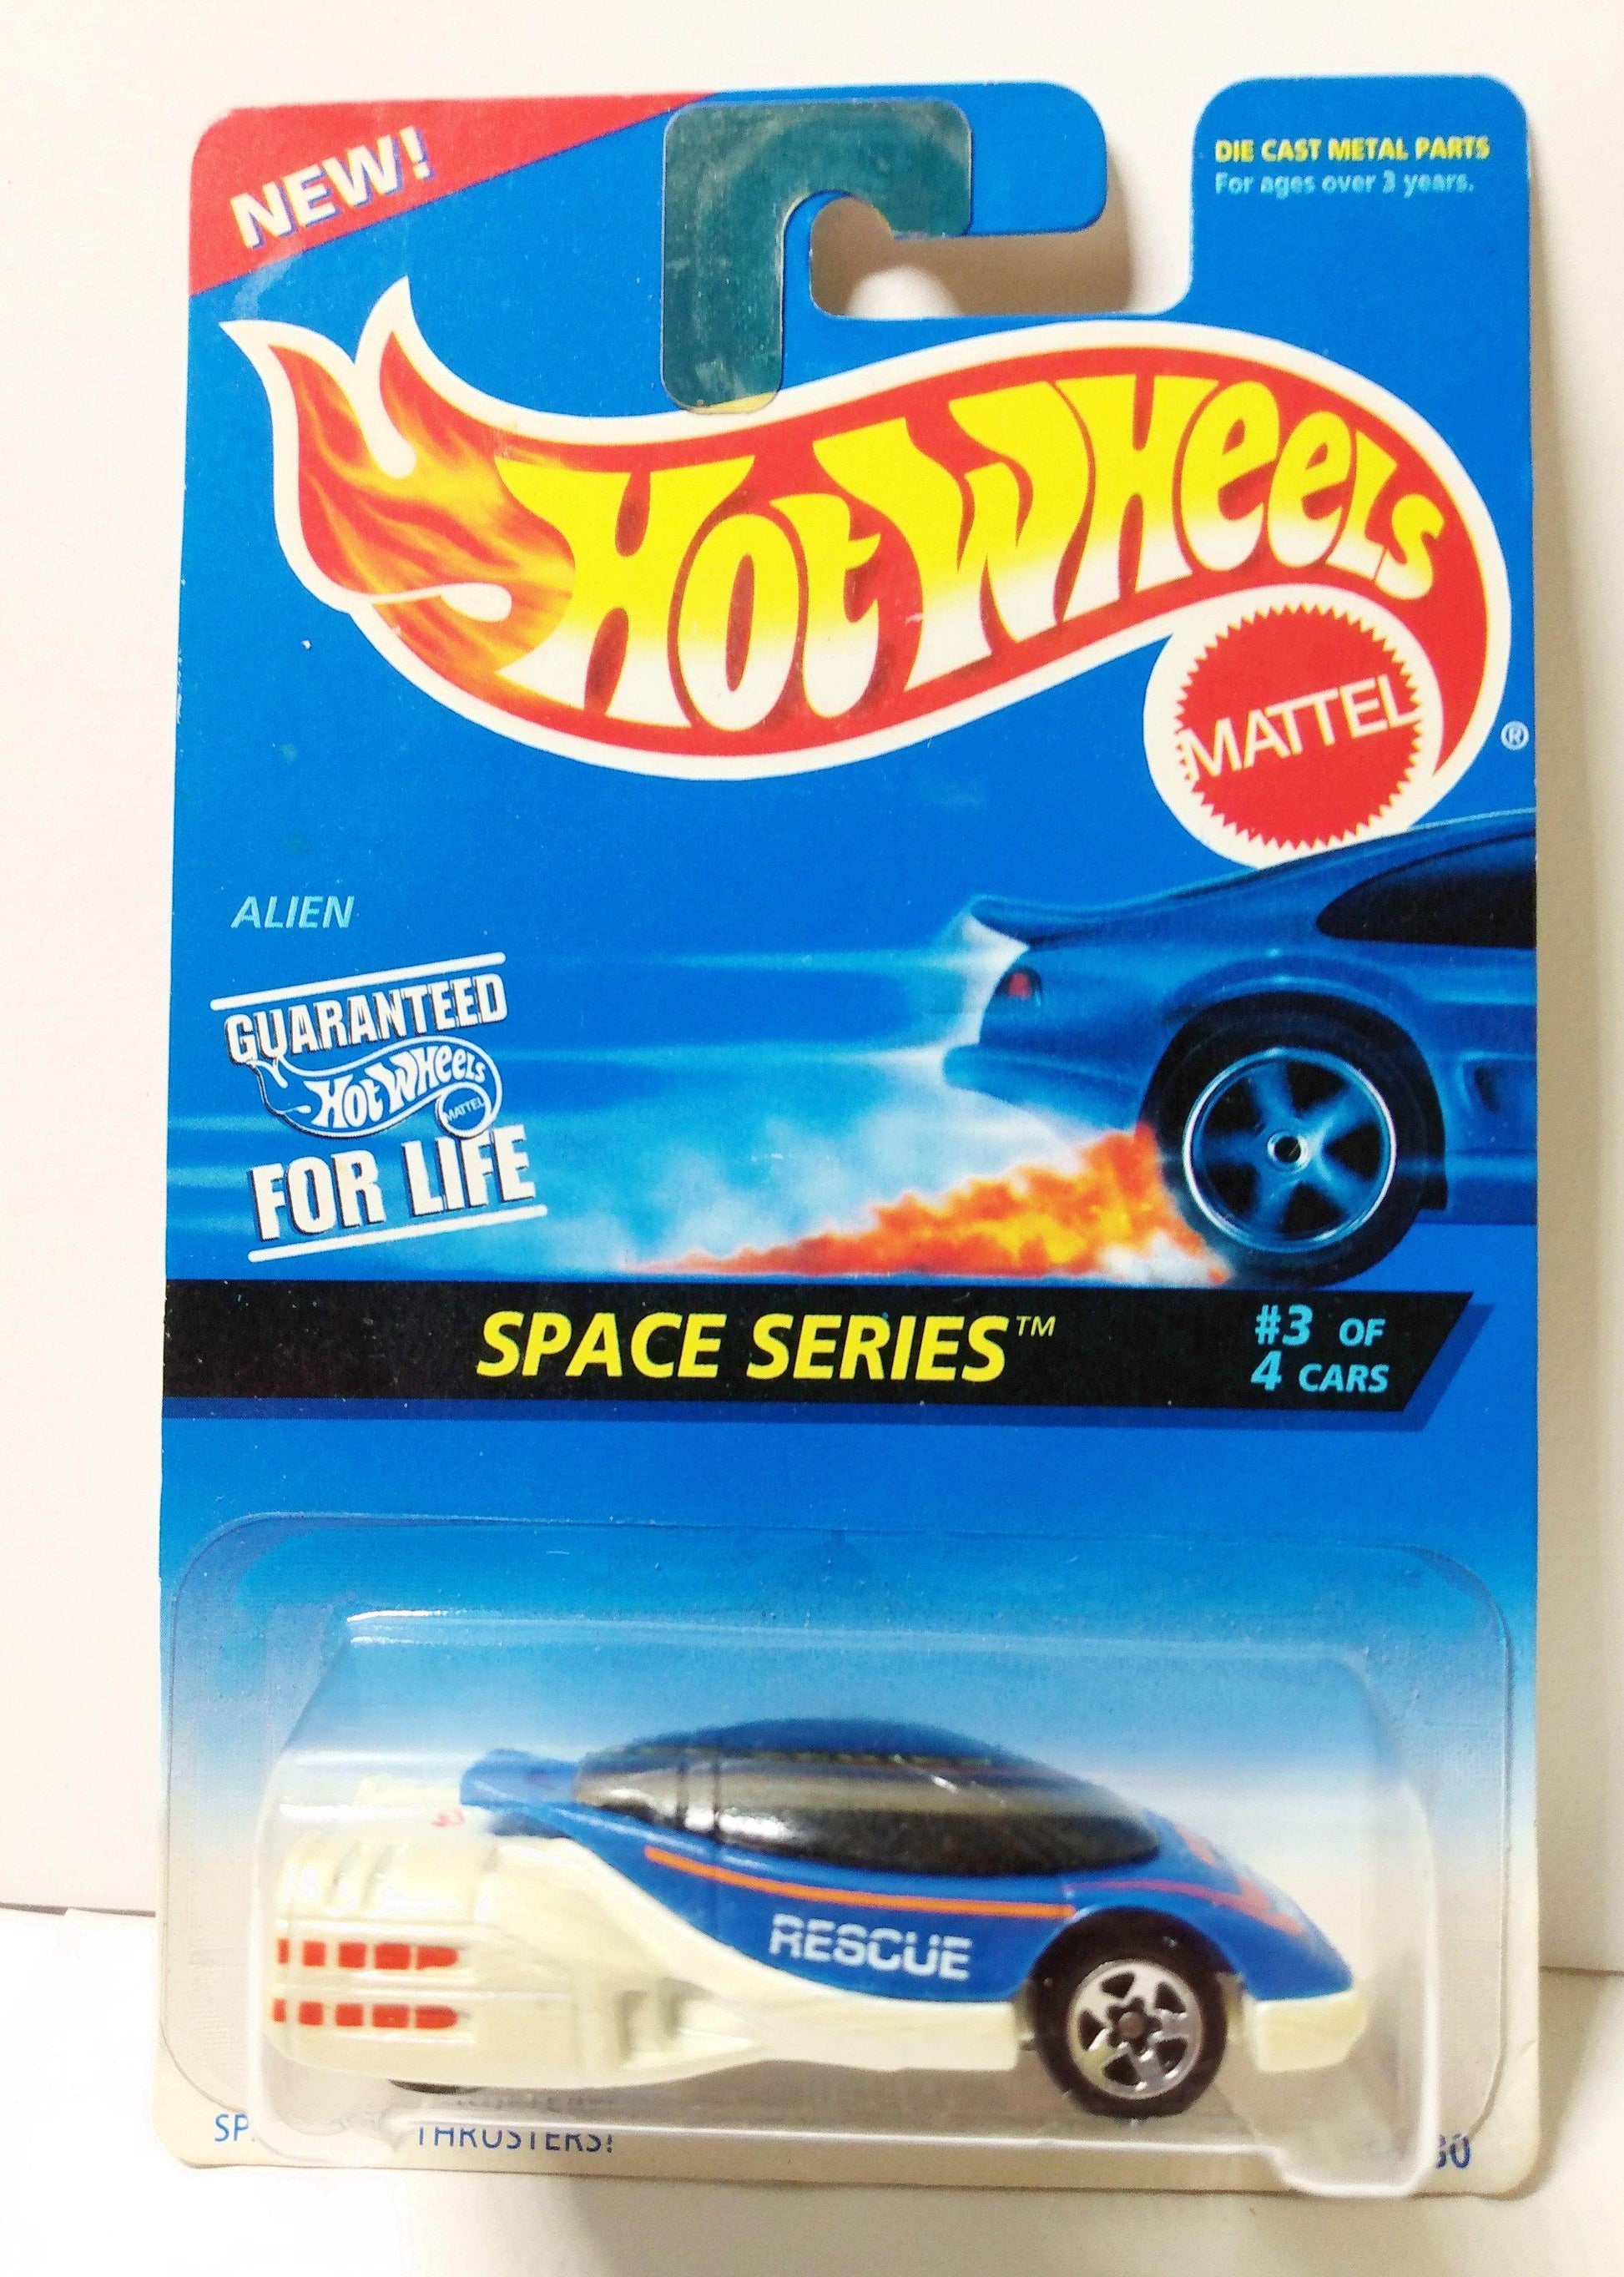 NEW!
DIE CAST METAL PARTS
For ages over 3 years.
HOT WHEELS
MATTEL
®
ALIEN
GUARANTEED
HOT WHEELS
MATTEL
FOR LIFE
SPACE SERIES™
#3 OF
4 CARS
RESCUE
THRUSTERS!